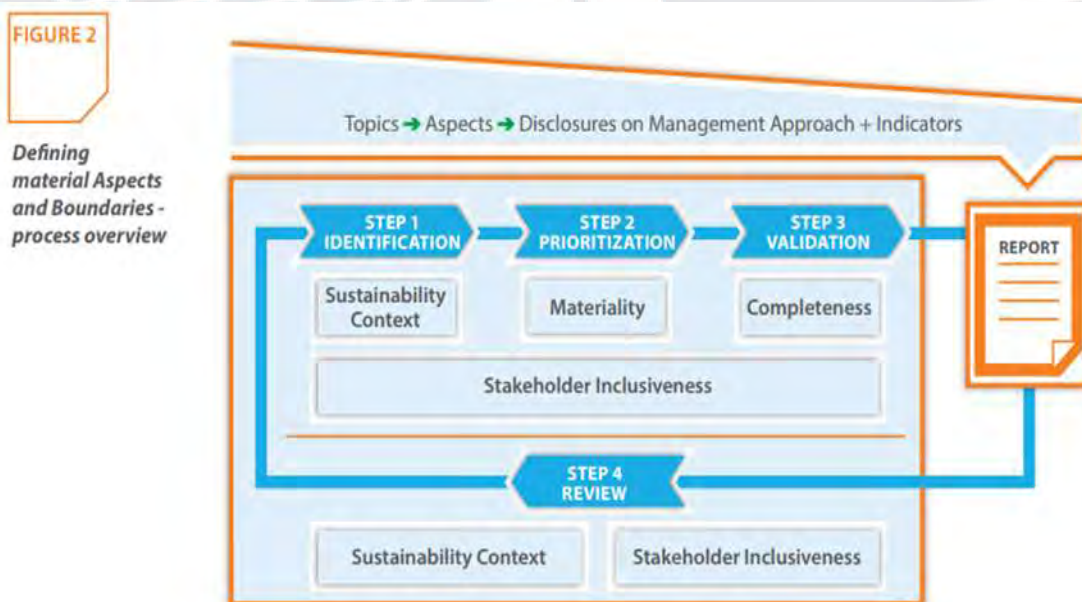 FIGURE 2
Defining
material Aspects
and Boundaries -
process overview
Topics ➔ Aspects ➔ Disclosures on Management Approach + Indicators
STEP 1
IDENTIFICATION
STEP 2
PRIORITIZATION
STEP 3
VALIDATION
REPORT
Sustainability
Context
Materiality
Completeness
Stakeholder Inclusiveness
STEP 4
REVIEW
Sustainability Context
Stakeholder Inclusiveness